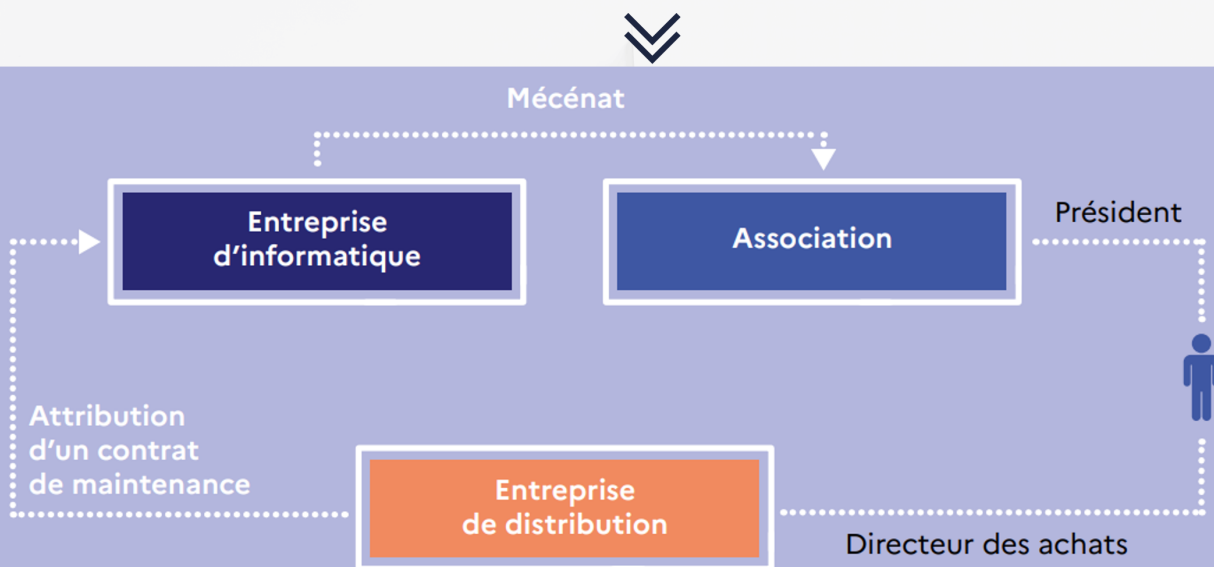 Mécénat
Entreprise
d’informatique
Association
Président
Attribution
d’un contrat
de maintenance
Entreprise
de distribution
Directeur des achats